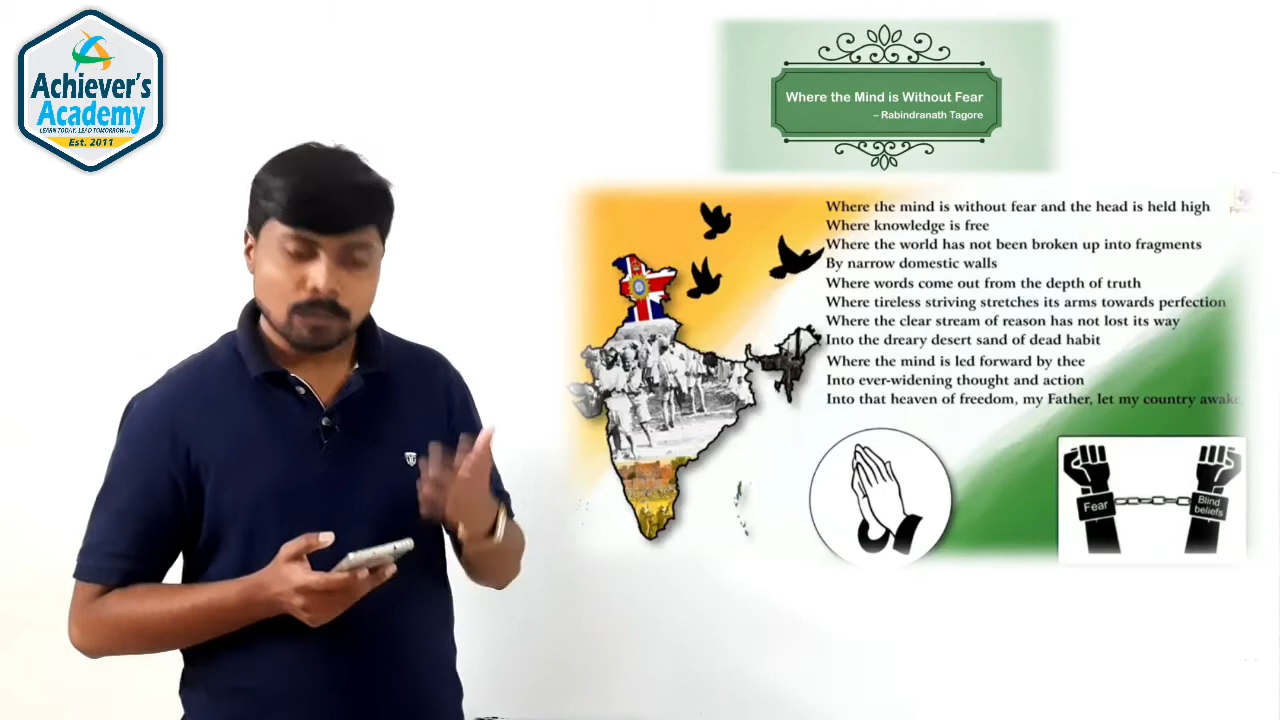 Achiever's
Academy
LEARN TODAY, LEAD TOMORROW...
Est. 2011
Where the Mind is Without Fear
– Rabindranath Tagore
Where the mind is without fear and the head is held high
Where knowledge is free
Where the world has not been broken up into fragments
By narrow domestic walls
Where words come out from the depth of truth
Where tireless striving stretches its arms towards perfection
Where the clear stream of reason has not lost its way
Into the dreary desert sand of dead habit
Where the mind is led forward by thee
Into ever-widening thought and action
Into that heaven of freedom, my Father, let my country awake
Fear
Blind
beliefs